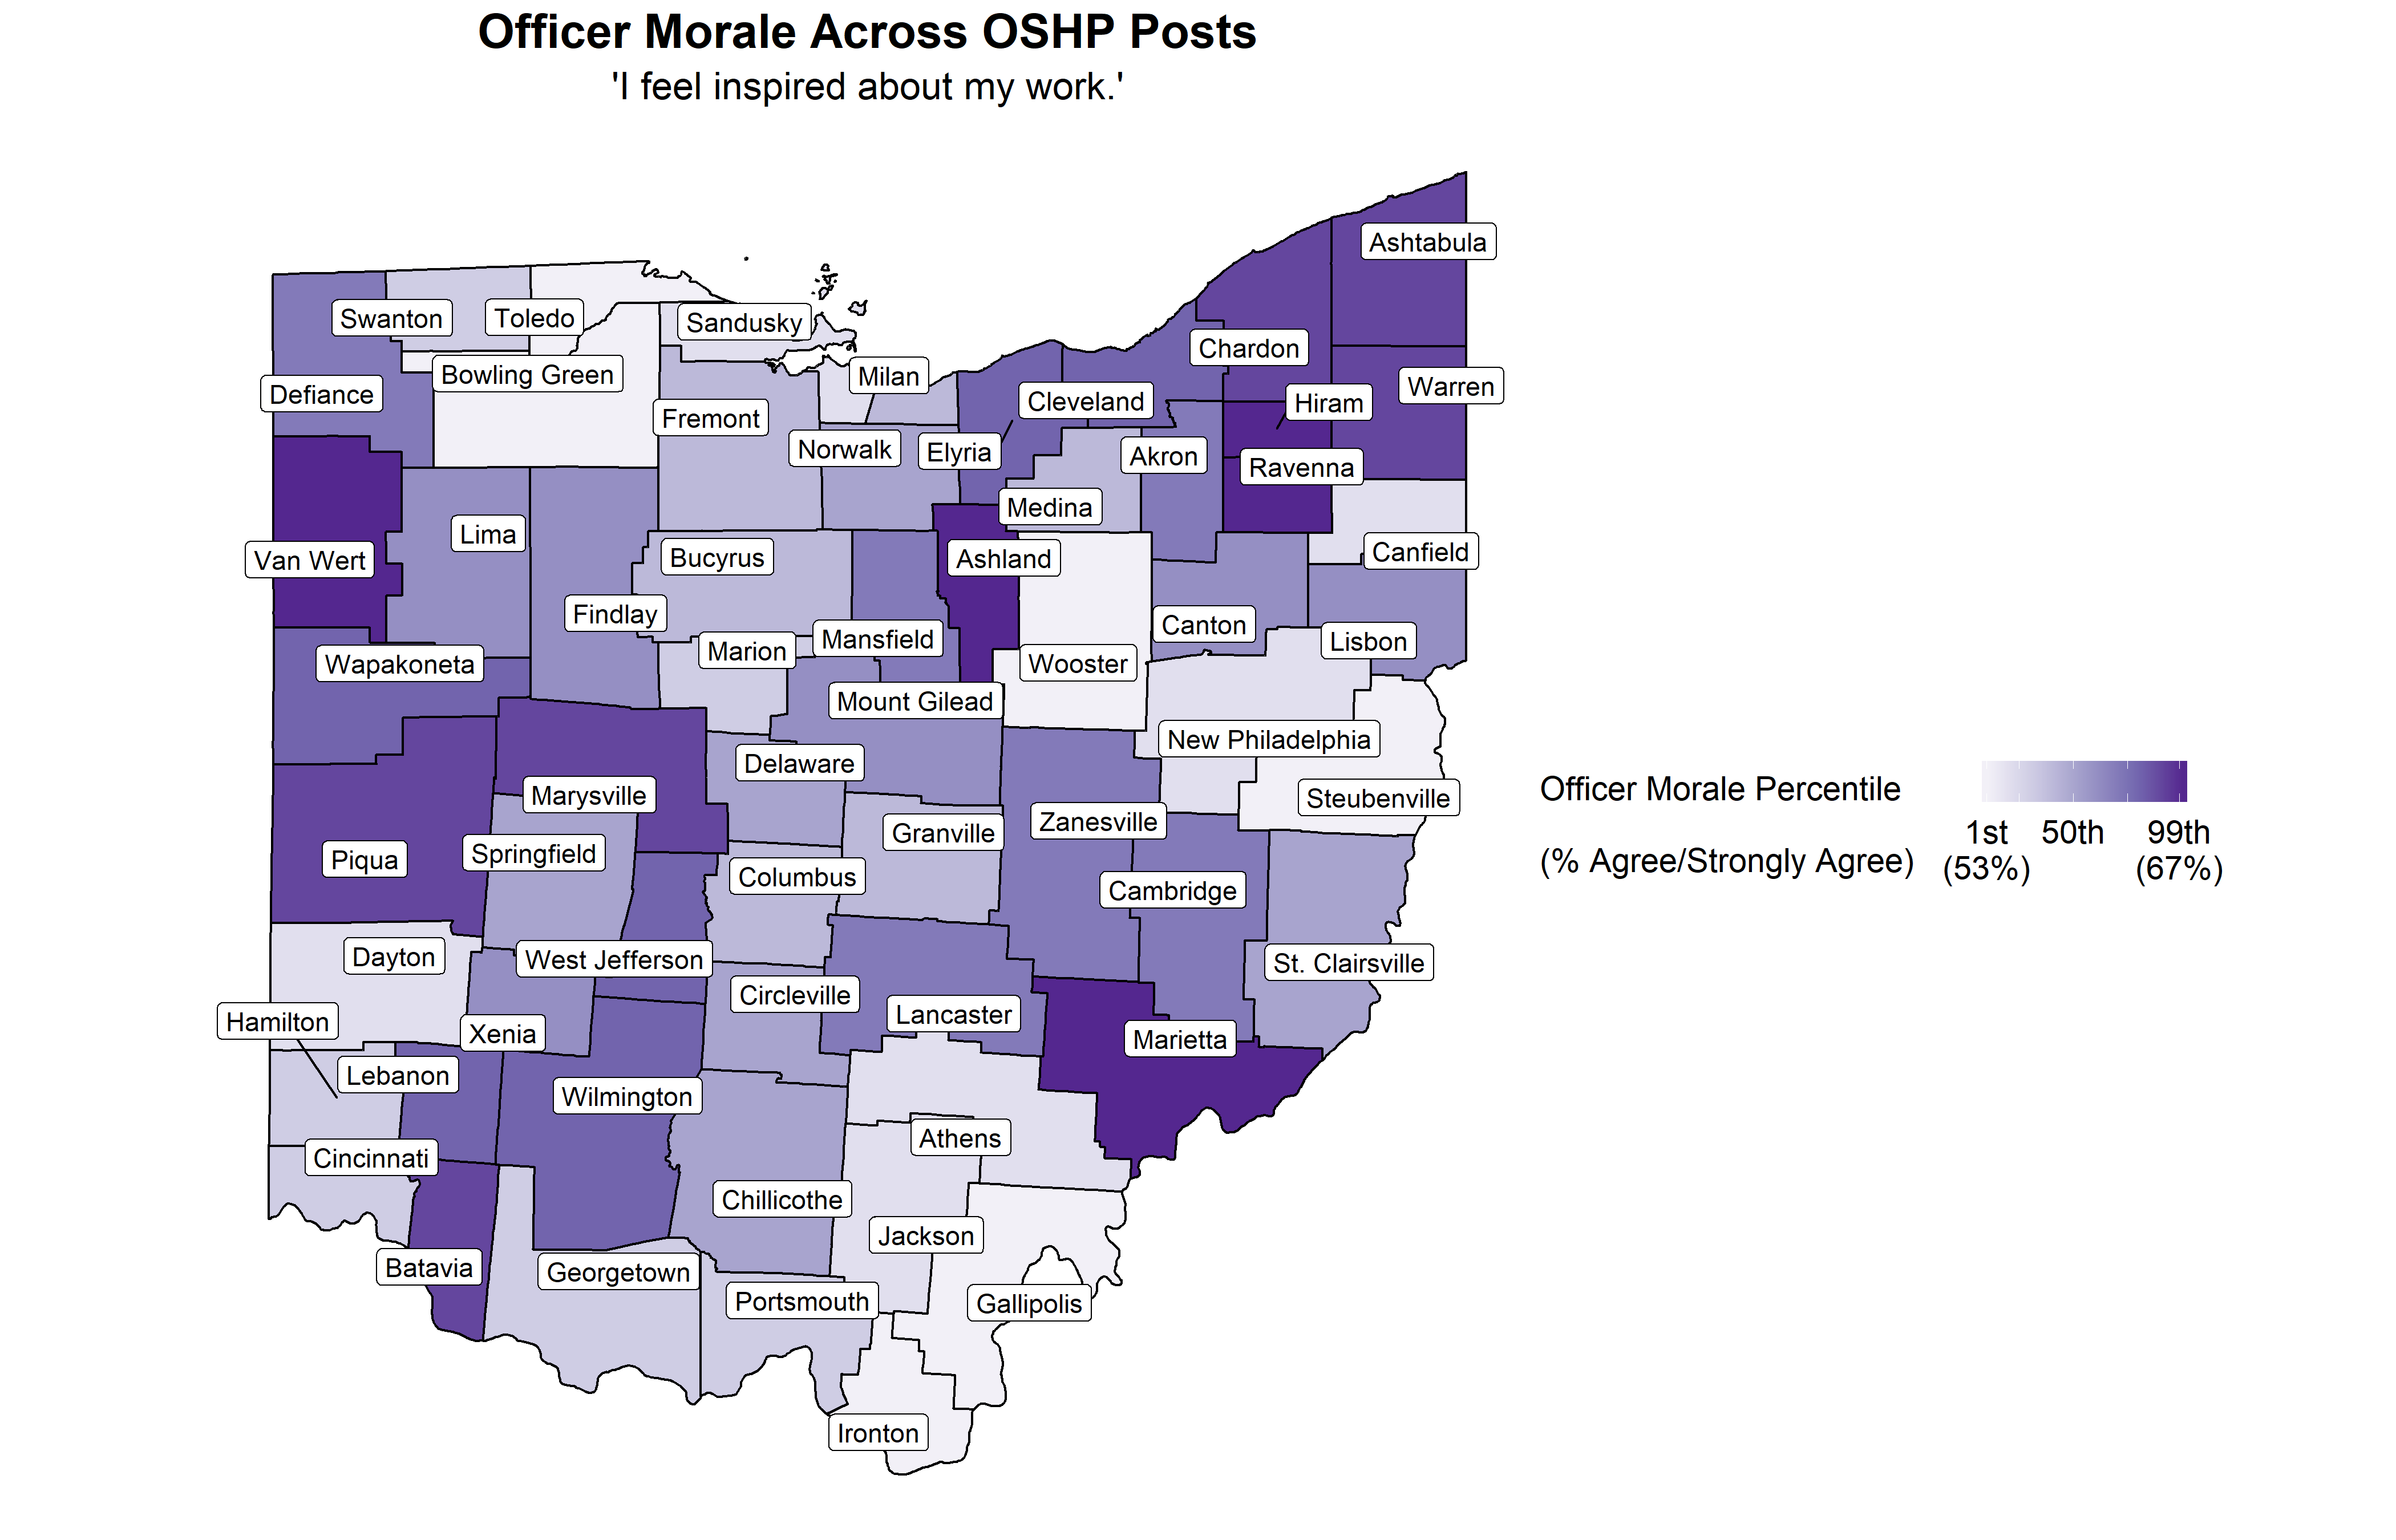 Officer Morale Across OSHP Posts
'I feel inspired about my work.'
Ashtabula
Swanton
Toledo
Sandusky
Chardon
Bowling Green
Milan
Warren
Defiance
Cleveland
Hiram
Fremont
Norwalk
Elyria
Akron
Ravenna
Medina
Lima
Van Wert
Bucyrus
Ashland
Canfield
Findlay
Canton
Mansfield
Lisbon
Marion
Wapakoneta
Wooster
Mount Gilead
New Philadelphia
Delaware
Marysville
Steubenville
Zanesville
Granville
Springfield
Piqua
Columbus
Cambridge
Dayton
West Jefferson
St. Clairsville
Circleville
Lancaster
Hamilton
Xenia
Marietta
Lebanon
Wilmington
Athens
Cincinnati
Chillicothe
Jackson
Batavia
Georgetown
Portsmouth
Gallipolis
Ironton
Officer Morale Percentile
(% Agree/Strongly Agree)
1st 50th 99th
(53%) (67%)